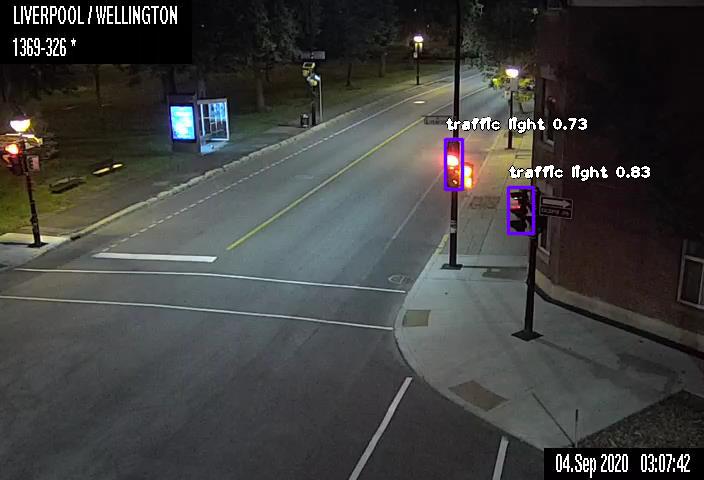 LIVERPOOL / WELLINGTON
1369-326 *
traffic light 0.73
traffic light 0.83
04.Sep 2020 03:07:42